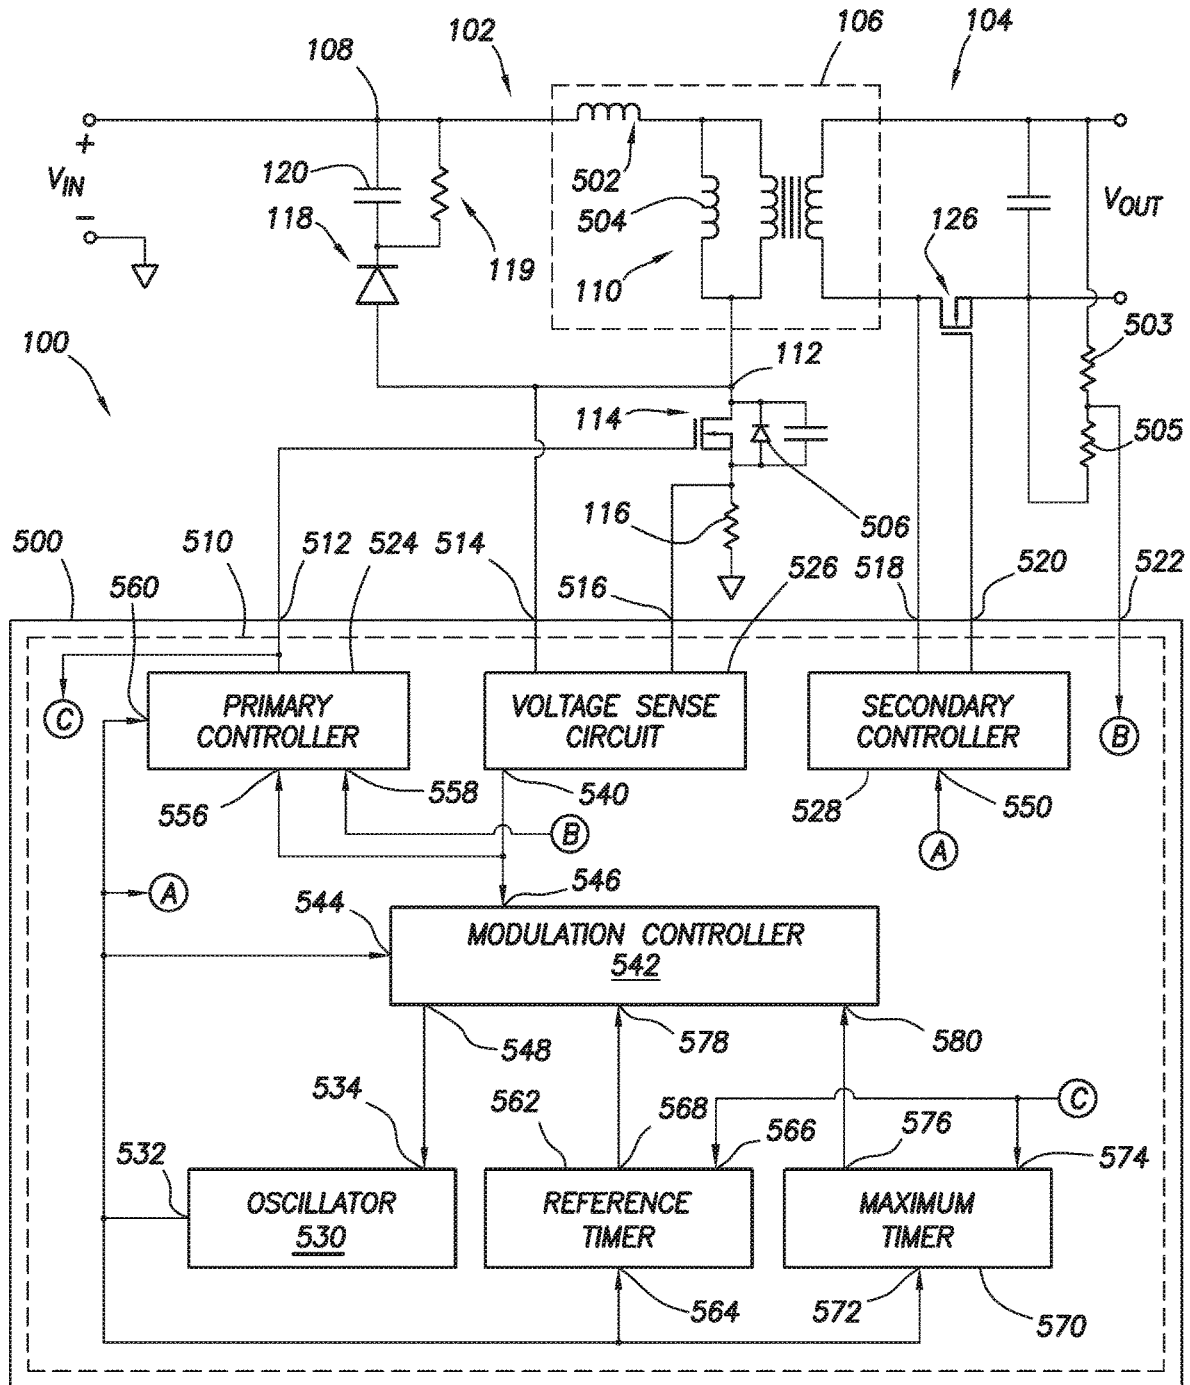 102
106
104
108
+
VIN
−
120
118
119
502
504
110
126
VOUT
503
505
100
112
114
116
506
500
510
512
524
514
516
526
518
520
522
560
C
PRIMARY
CONTROLLER
VOLTAGE SENSE
CIRCUIT
SECONDARY
CONTROLLER
B
556
558
540
B
528
550
A
A
544
546
MODULATION CONTROLLER
542
548
578
580
534
562
568
566
576
C
574
532
OSCILLATOR
530
REFERENCE
TIMER
MAXIMUM
TIMER
564
572
570